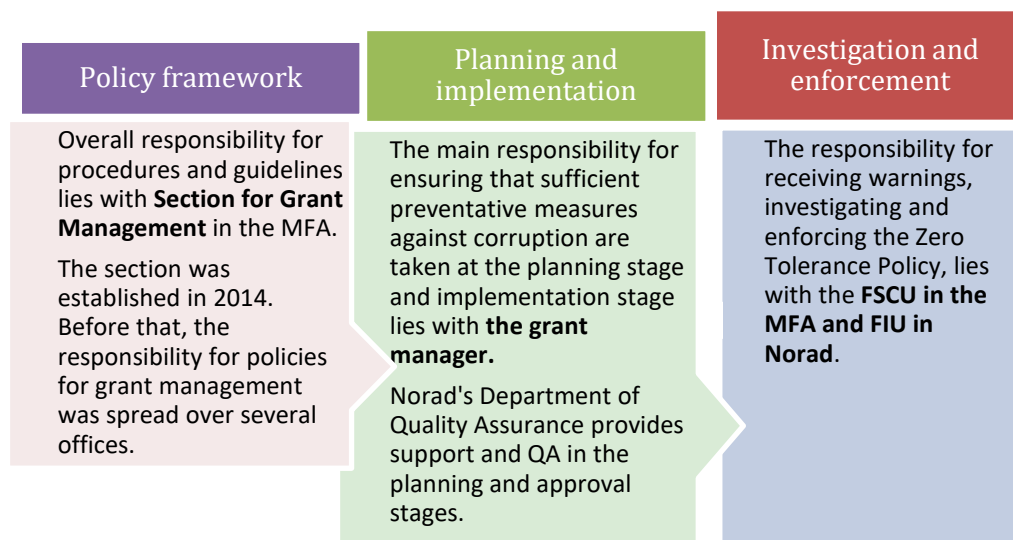 Policy framework
Overall responsibility for
procedures and guidelines
lies with Section for Grant
Management in the MFA.
The section was
established in 2014.
Before that, the
responsibility for policies
for grant management
was spread over several
offices.
Planning and
implementation
The main responsibility for
ensuring that sufficient
preventative measures
against corruption are
taken at the planning stage
and implementation stage
lies with the grant
manager.
Norad's Department of
Quality Assurance provides
support and QA in the
planning and approval
stages.
Investigation and
enforcement
The responsibility for
receiving warnings,
investigating and
enforcing the Zero
Tolerance Policy, lies
with the FSCU in the
MFA and FIU in
Norad.